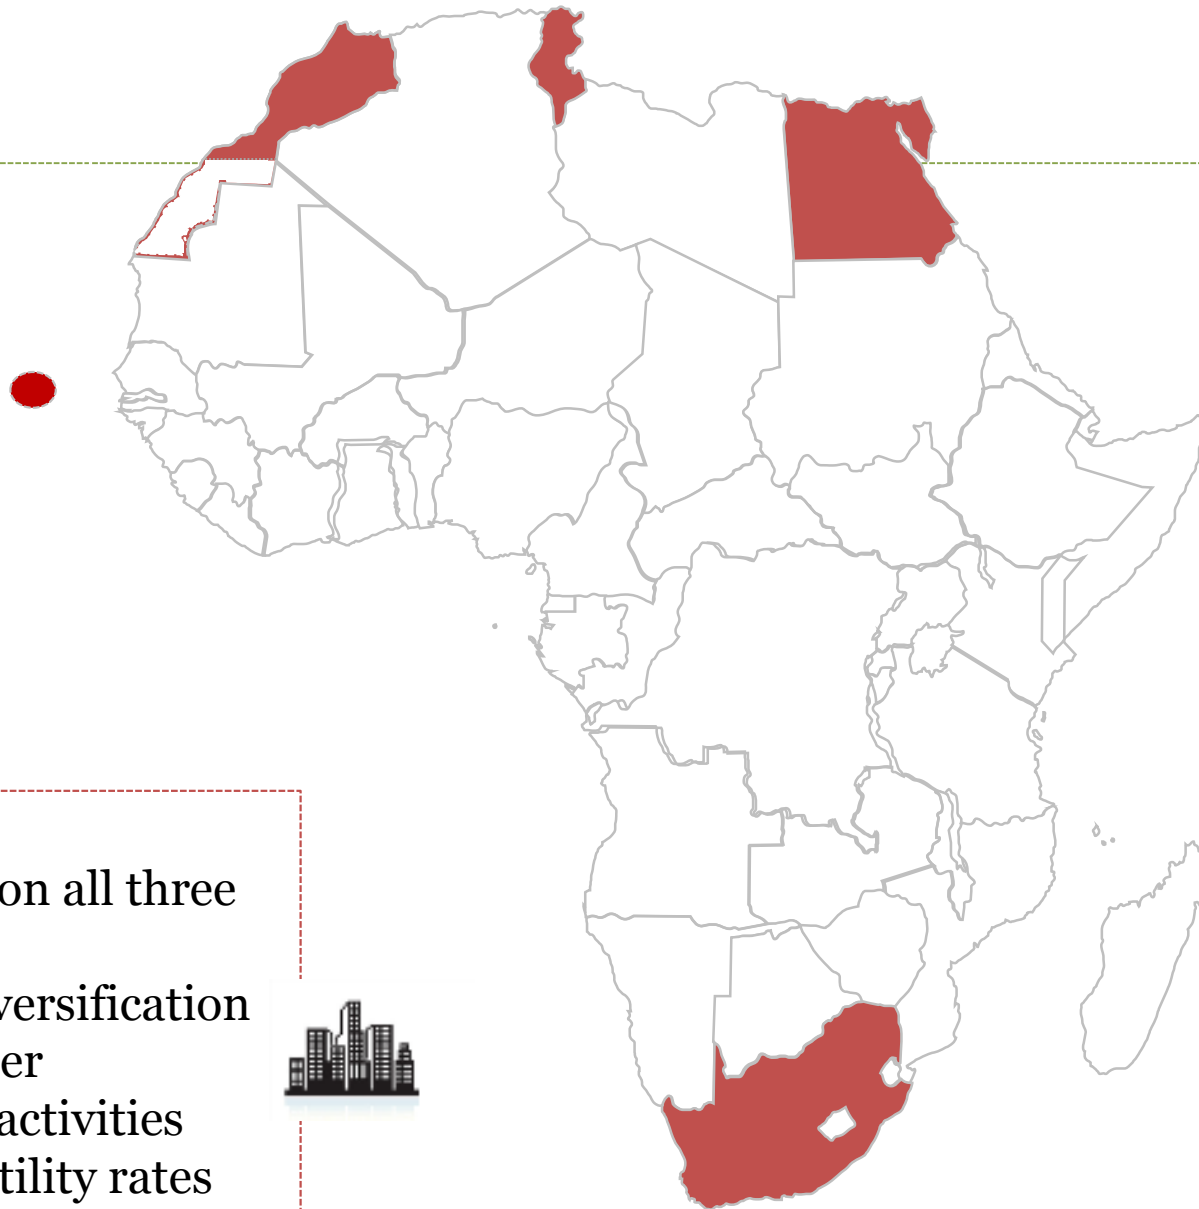 on all three
versification
er
activities
tility rates